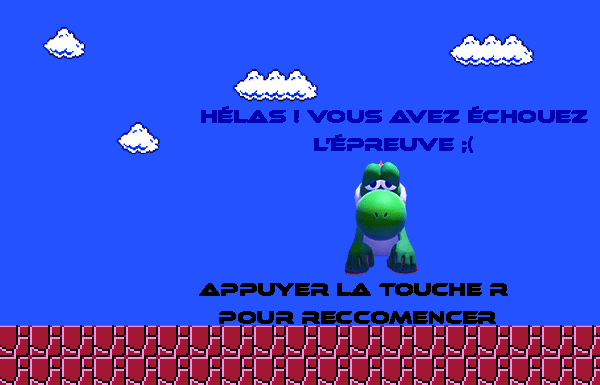 HÉLAS ! VOUS AVEZ ÉCHOUEZ
L'ÉPREUVE ;(
APPUYER LA TOUCHE R
POUR RECCOMENCER